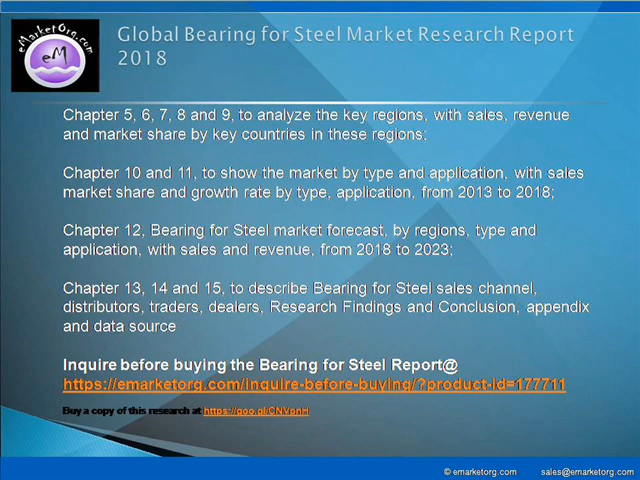 eMarketOrg.com
eM
Global Bearing for Steel Market Research Report
2018
Chapter 5, 6, 7, 8 and 9, to analyze the key regions, with sales, revenue
and market share by key countries in these regions;
Chapter 10 and 11, to show the market by type and application, with sales
market share and growth rate by type, application, from 2013 to 2018;
Chapter 12, Bearing for Steel market forecast, by regions, type and
application, with sales and revenue, from 2018 to 2023;
Chapter 13, 14 and 15, to describe Bearing for Steel sales channel,
distributors, traders, dealers, Research Findings and Conclusion, appendix
and data source
Inquire before buying the Bearing for Steel Report@
https://emarketorg.com/inquire-before-buying/?product-id=177711
Buy a copy of this research at https://goo.gl/CNVpnH
© emarketorg.com sales@emarketorg.com